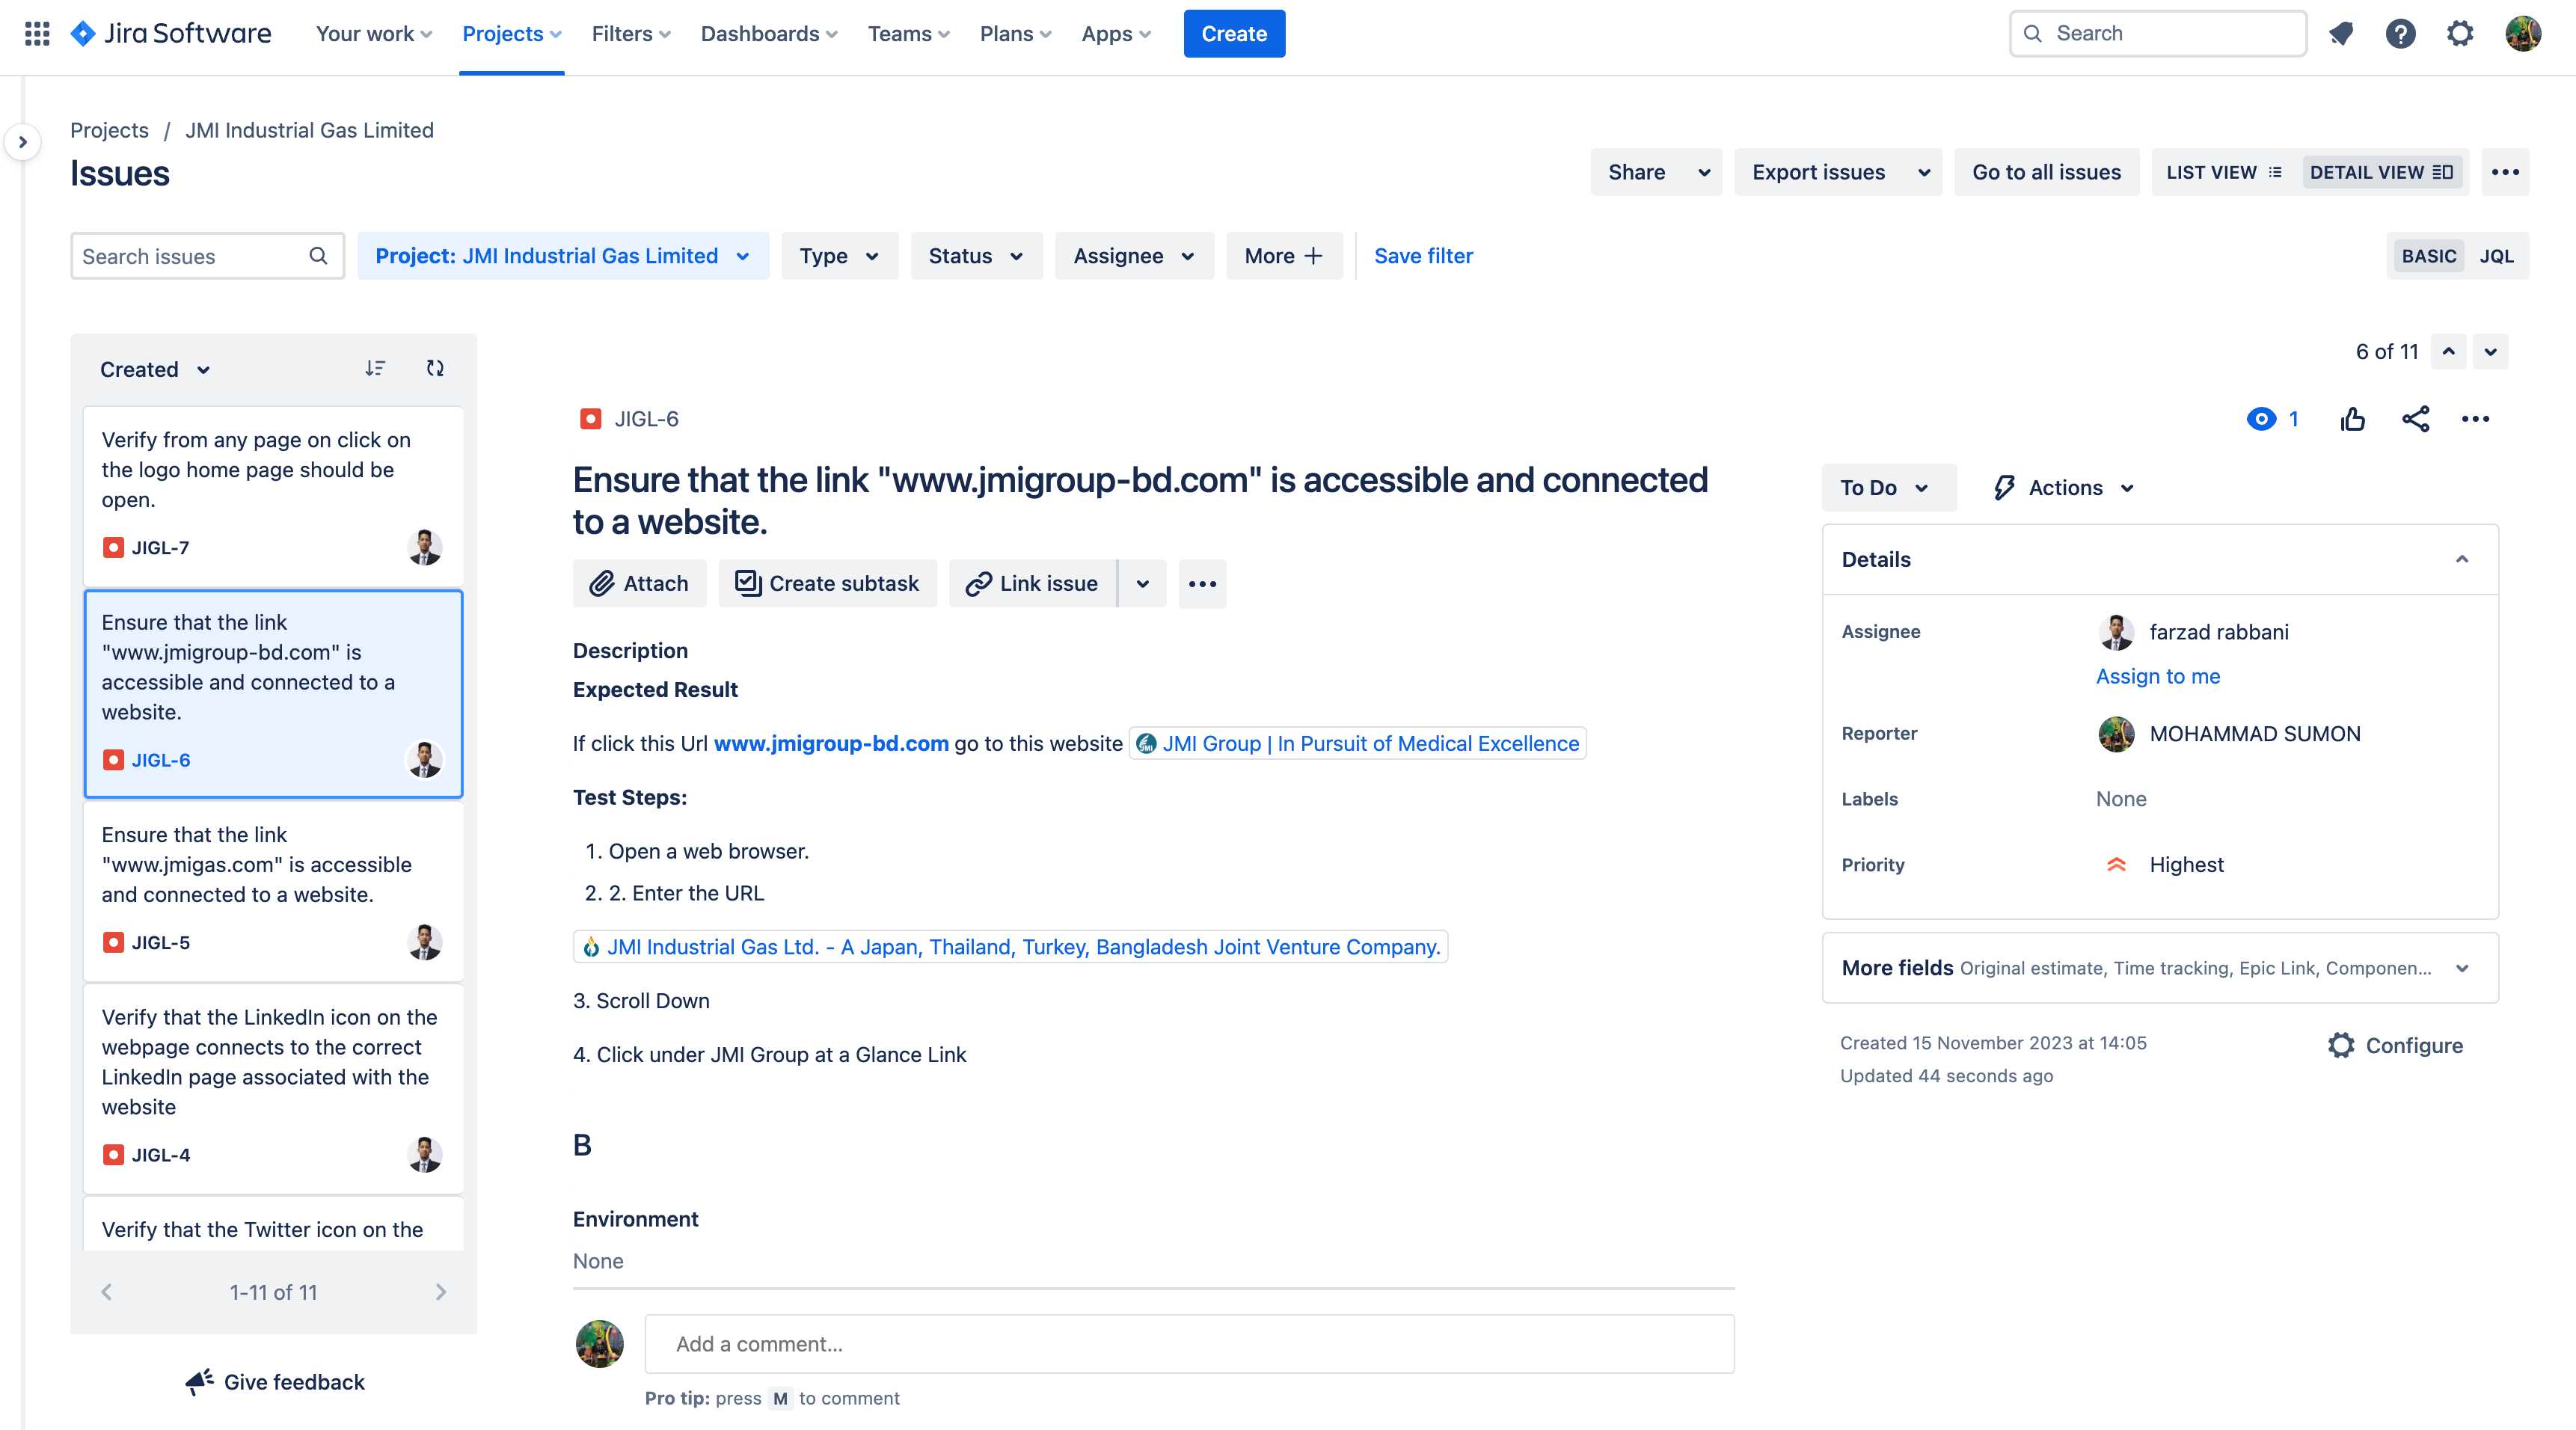 Jira Software Your work Projects Filters Dashboards Teams Plans Apps Create Search
Projects / JMI Industrial Gas Limited
Issues
Share Export issues Go to all issues LIST VIEW DETAIL VIEW
Search issues Project: JMI Industrial Gas Limited Type Status Assignee More Save filter BASIC JQL
Created
Verify from any page on click on
the logo home page should be
open.
JIGL-7
Ensure that the link
"www.jmigroup-bd.com" is
accessible and connected to a
website.
JIGL-6
Ensure that the link
"www.jmigas.com" is accessible
and connected to a website.
JIGL-5
Verify that the LinkedIn icon on the
webpage connects to the correct
LinkedIn page associated with the
website
JIGL-4
Verify that the Twitter icon on the
1-11 of 11
Give feedback
6 of 11
JIGL-6
1
Ensure that the link "www.jmigroup-bd.com" is accessible and connected
to a website.
Attach Create subtask Link issue
Description
Expected Result
If click this Url www.jmigroup-bd.com go to this website JMI Group | In Pursuit of Medical Excellence
Test Steps:
1. Open a web browser.
2. 2. Enter the URL
JMI Industrial Gas Ltd. - A Japan, Thailand, Turkey, Bangladesh Joint Venture Company.
3. Scroll Down
4. Click under JMI Group at a Glance Link
B
Environment
None
Add a comment...
Pro tip: press M to comment
To Do Actions
Details
Assignee farzad rabbani
Assign to me
Reporter MOHAMMAD SUMON
Labels None
Priority Highest
More fields Original estimate, Time tracking, Epic Link, Componen...
Created 15 November 2023 at 14:05
Updated 44 seconds ago
Configure